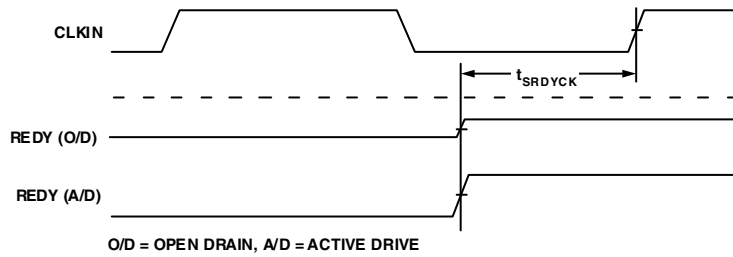 CLKIN
tSRDYCK
REDY (O/D)
REDY (A/D)
O/D = OPEN DRAIN, A/D = ACTIVE DRIVE